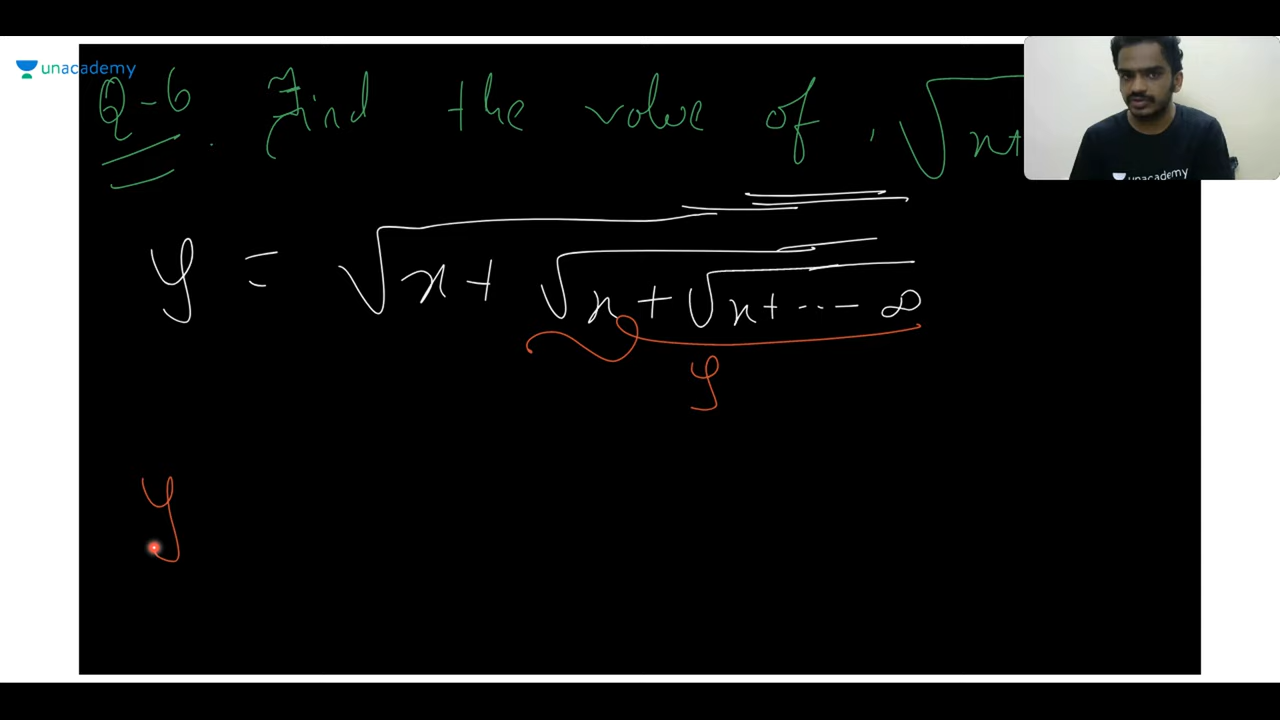 unacademy
Q-6. Find the value of, √x+
unacademy
y = √x+ √x+√x+... ∞
y
y